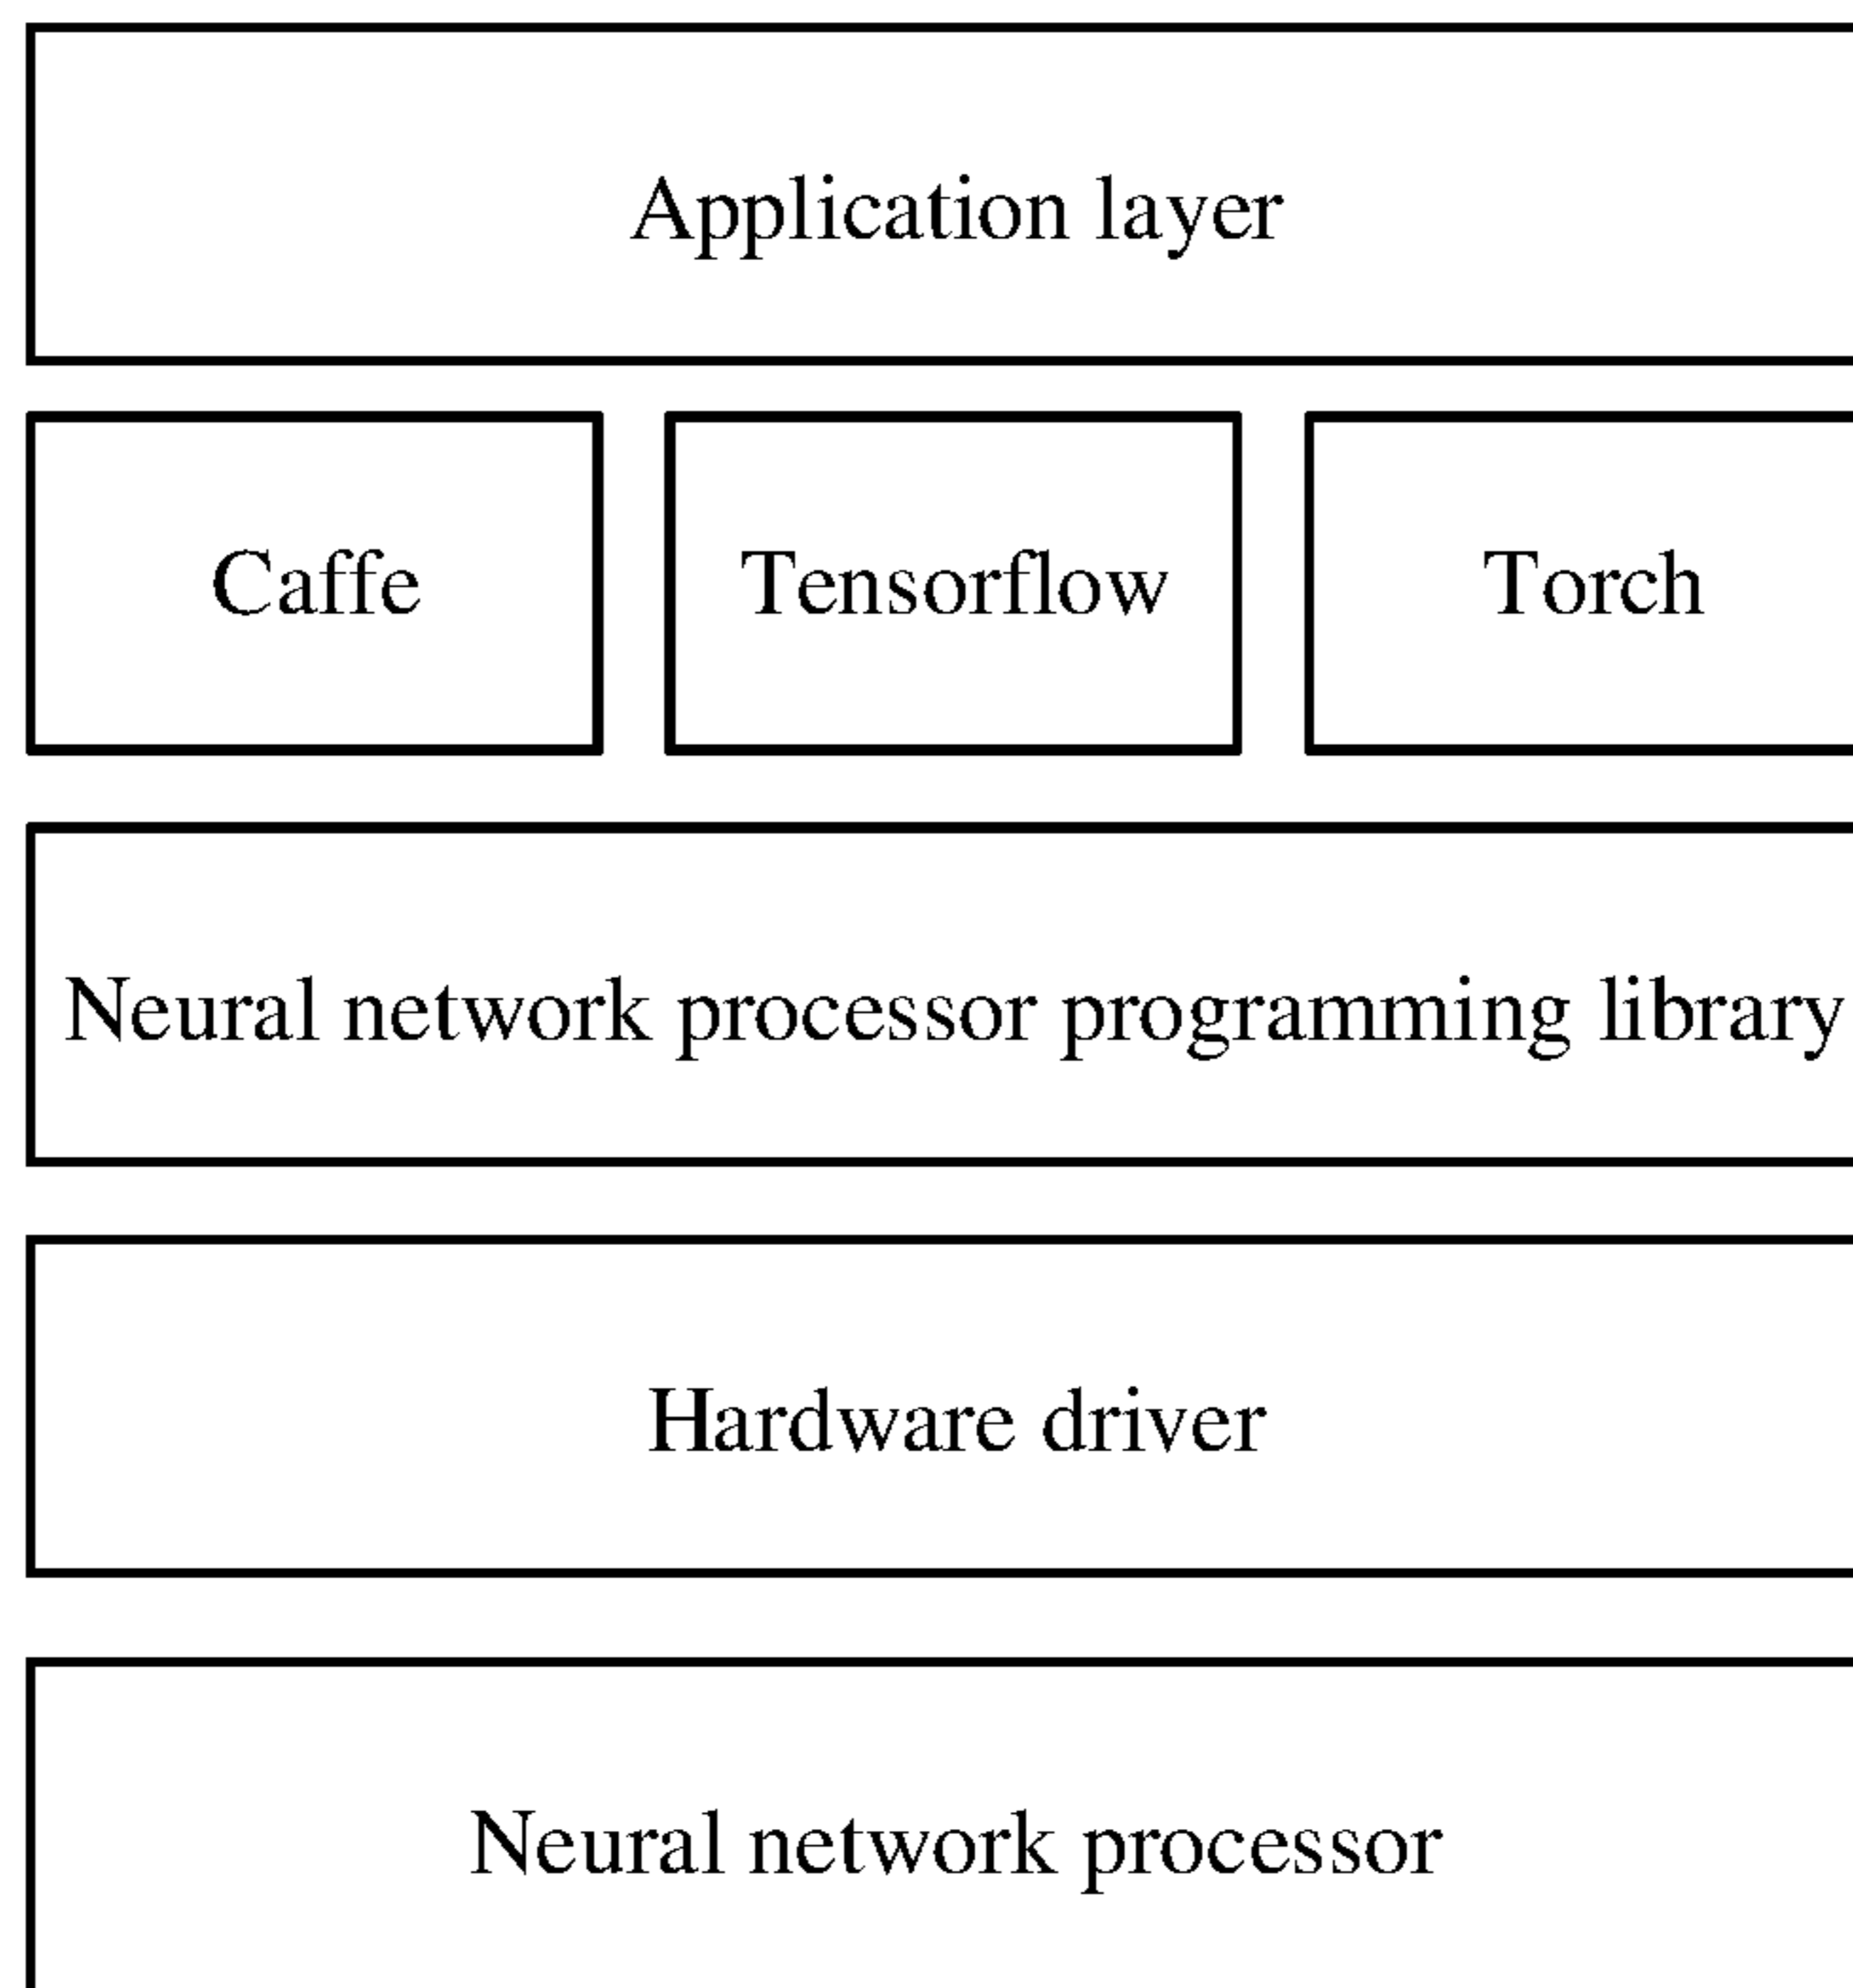 Application layer
Caffe Tensorflow Torch
Neural network processor programming library
Hardware driver
Neural network processor